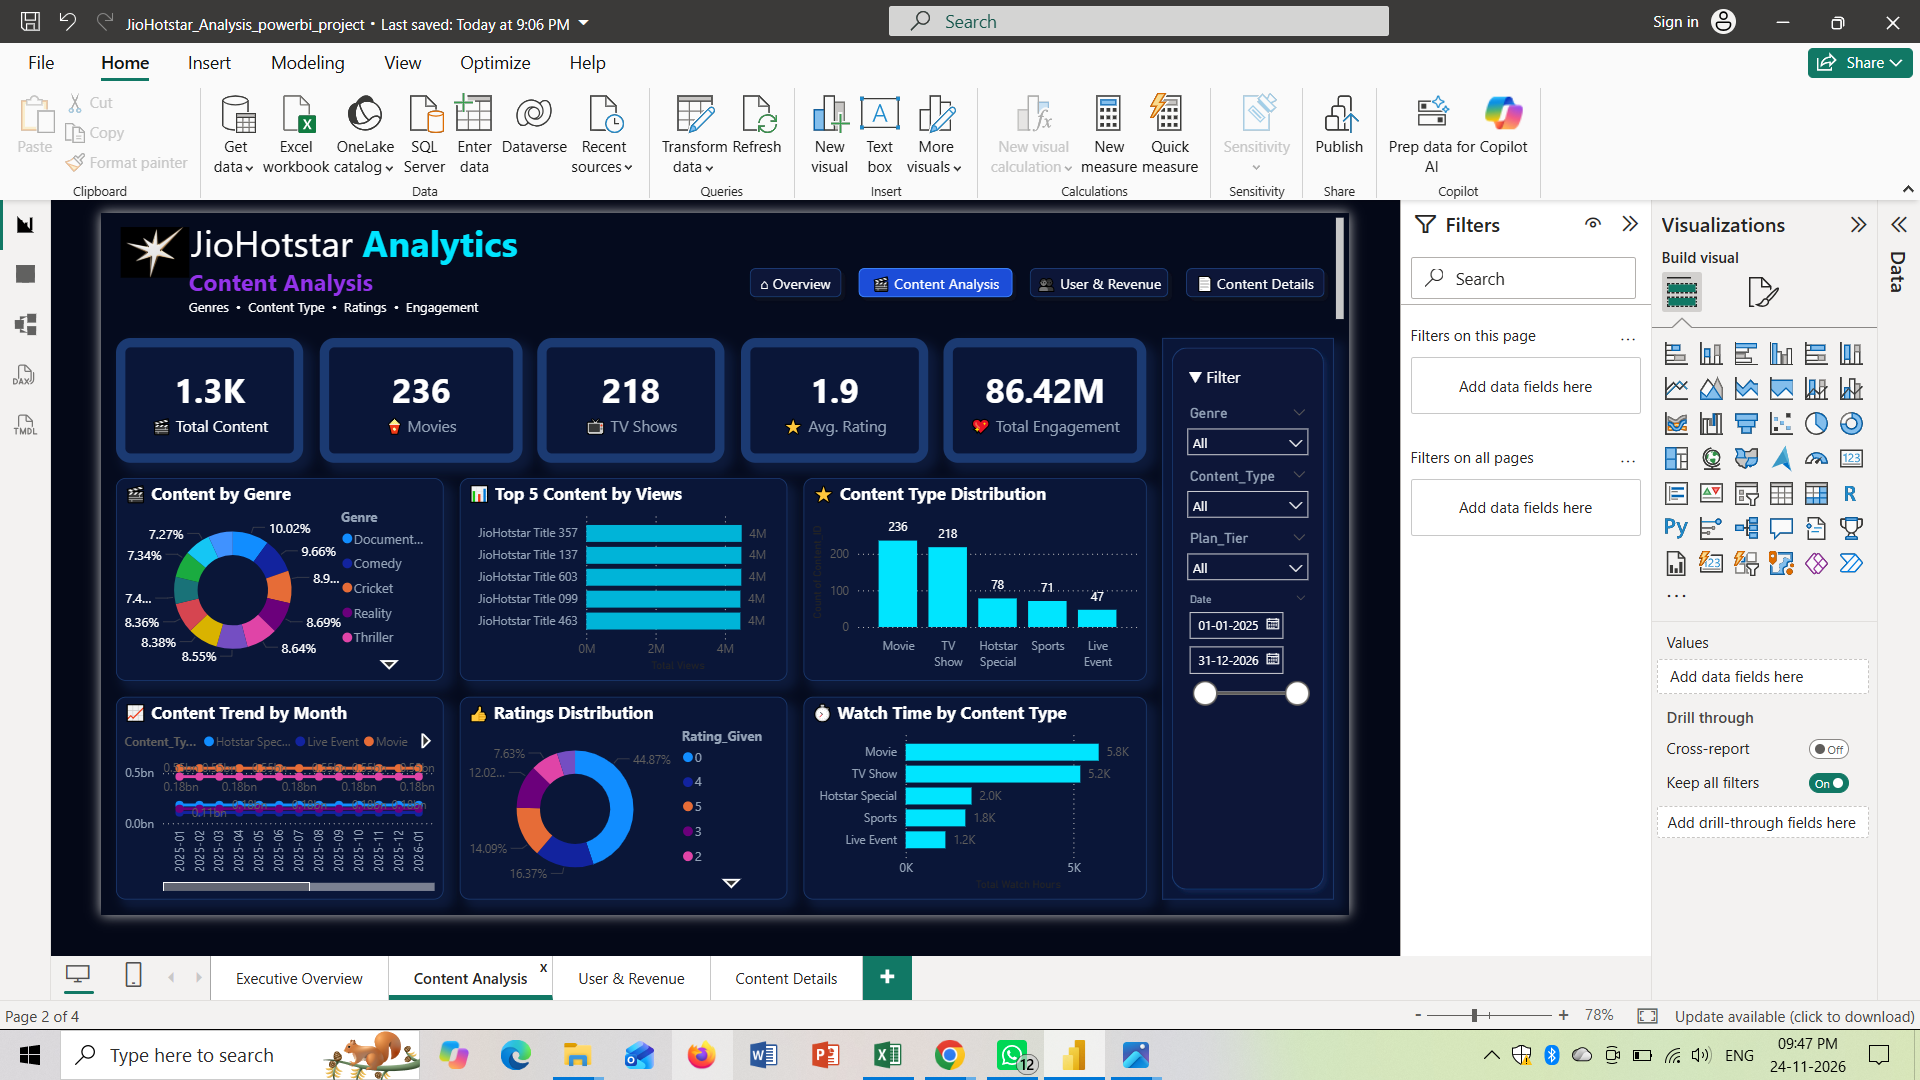 JioHotstar_Analysis_powerbi_project • Last saved: Today at 9:06 PM
Search
Sign in
File
Home
Insert
Modeling
View
Optimize
Help
Share
Paste
Cut
Copy
Format painter
Clipboard
Get data
Excel workbook
OneLake catalog
SQL Server
Enter data
Dataverse
Recent sources
Data
Transform data
Refresh
Queries
New visual
Text box
More visuals
Insert
New visual calculation
New measure
Quick measure
Calculations
Sensitivity
Sensitivity
Publish
Share
Prep data for AI
Copilot
Copilot
JioHotstar Analytics
Content Analysis
Genres • Content Type • Ratings • Engagement
Overview
Content Analysis
User & Revenue
Content Details
1.3K
Total Content
236
Movies
218
TV Shows
1.9
Avg. Rating
86.42M
Total Engagement
Filter
Genre
All
Content_Type
All
Plan_Tier
All
Date
01-01-2025
31-12-2026
Content by Genre
10.02%
9.66%
8.9...
8.69%
8.64%
8.55%
8.38%
8.36%
7.4...
7.34%
7.27%
Genre
Document...
Comedy
Cricket
Reality
Thriller
Top 5 Content by Views
JioHotstar Title 357
4M
JioHotstar Title 137
4M
JioHotstar Title 603
4M
JioHotstar Title 099
4M
JioHotstar Title 463
4M
0M
2M
4M
Total Views
Content Type Distribution
Count of Content_ID
200
100
0
236
218
78
71
47
Movie
TV Show
Hotstar Special
Sports
Live Event
Content Trend by Month
Content_Ty...
Hotstar Spec...
Live Event
Movie
0.5bn
0.0bn
0.18bn
0.18bn
0.18bn
0.18bn
0.18bn
0.11bn
2025-01
2025-02
2025-03
2025-04
2025-05
2025-06
2025-07
2025-08
2025-09
2025-10
2025-11
2025-12
2026-01
Ratings Distribution
44.87%
16.37%
14.09%
12.02...
7.63%
Rating_Given
0
4
5
3
2
Watch Time by Content Type
Movie
5.8K
TV Show
5.2K
Hotstar Special
2.0K
Sports
1.8K
Live Event
1.2K
0K
5K
Total Watch Hours
Filters
Search
Filters on this page
...
Add data fields here
Filters on all pages
...
Add data fields here
Visualizations
Build visual
Values
Add data fields here
Drill through
Cross-report
Off
Keep all filters
On
Add drill-through fields here
Data
DAX
TMDL
Executive Overview
Content Analysis
x
User & Revenue
Content Details
+
Page 2 of 4
- + 78%
Update available (click to download)
Type here to search
12
ENG
09:47 PM
24-11-2026